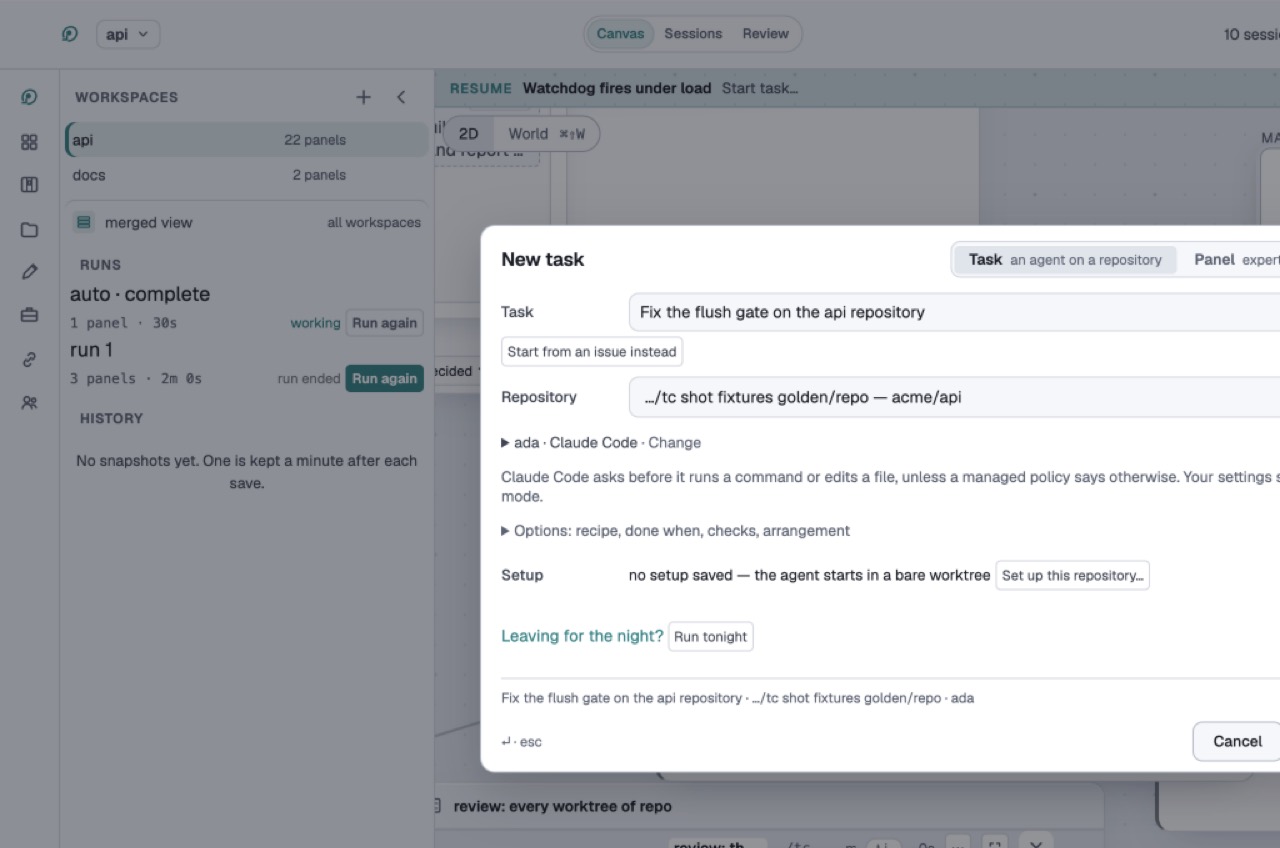 api
Canvas Sessions Review
10 sessi
WORKSPACES
RESUME Watchdog fires under load Start task…
api 22 panels
2D World ⌘⇧W
and report …
MA
docs 2 panels
merged view all workspaces
RUNS
auto · complete
1 panel · 30s working Run again
run 1
3 panels · 2m 0s run ended Run again
HISTORY
No snapshots yet. One is kept a minute after each
save.
ecided
New task
Task an agent on a repository Panel expert
Task Fix the flush gate on the api repository
Start from an issue instead
Repository …/tc shot fixtures golden/repo — acme/api
▶ ada · Claude Code · Change
Claude Code asks before it runs a command or edits a file, unless a managed policy says otherwise. Your settings s
mode.
▶ Options: recipe, done when, checks, arrangement
Setup no setup saved — the agent starts in a bare worktree Set up this repository…
Leaving for the night? Run tonight
Fix the flush gate on the api repository · …/tc shot fixtures golden/repo · ada
↵ · esc
Cancel
review: every worktree of repo